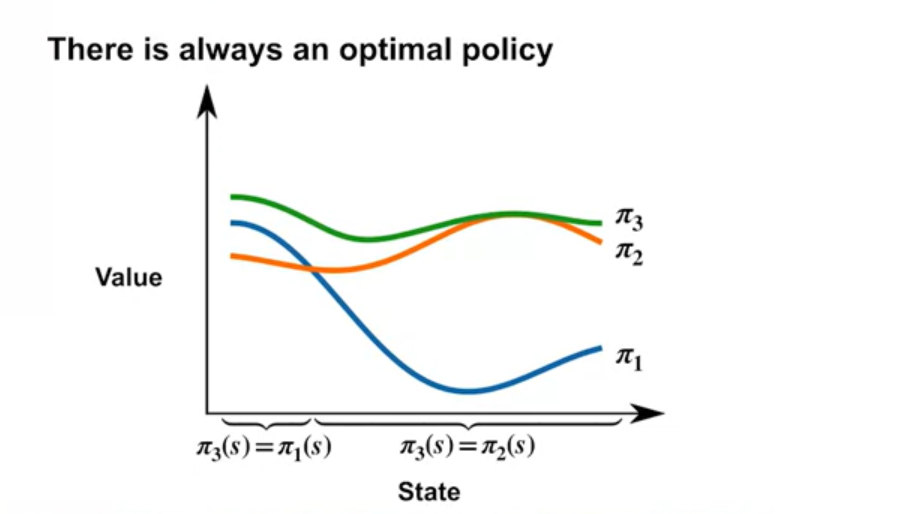 There is always an optimal policy
π₃
π₂
Value
π₁
π₃(s)=π₁(s) π₃(s)=π₂(s)
State